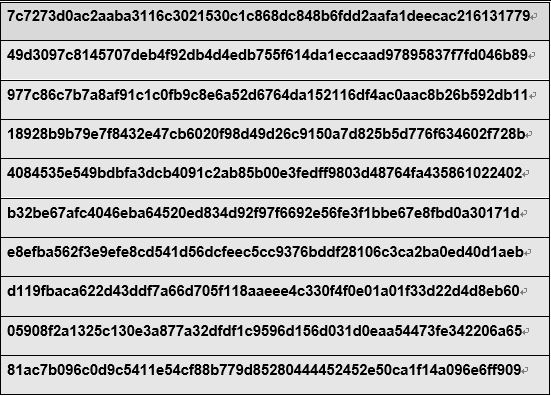 7c7273d0ac2aaba3116c3021530c1c868dc848b6fdd2aafa1deecac216131779
49d3097c8145707deb4f92db4d4edb755f614da1eccaad97895837f7fd046b89
977c86c7b7a8af91c1c0fb9c8e6a52d6764da152116df4ac0aac8b26b592db11
18928b9b79e7f8432e47cb6020f98d49d26c9150a7d825b5d776f634602f728b
4084535e549bdbfa3dcb4091c2ab85b00e3fedff9803d48764fa435861022402
b32be67afc4046eba64520ed834d92f97f6692e56fe3f1bbe67e8fbd0a30171d
e8efba562f3e9efe8cd541d56dcfeec5cc9376bddf28106c3ca2ba0ed40d1aeb
d119fbaca622d43ddf7a66d705f118aaeee4c330f4f0e01a01f33d22d4d8eb60
05908f2a1325c130e3a877a32dfdf1c9596d156d031d0eaa54473fe342206a65
81ac7b096c0d9c5411e54cf88b779d85280444452452e50ca1f14a096e6ff909